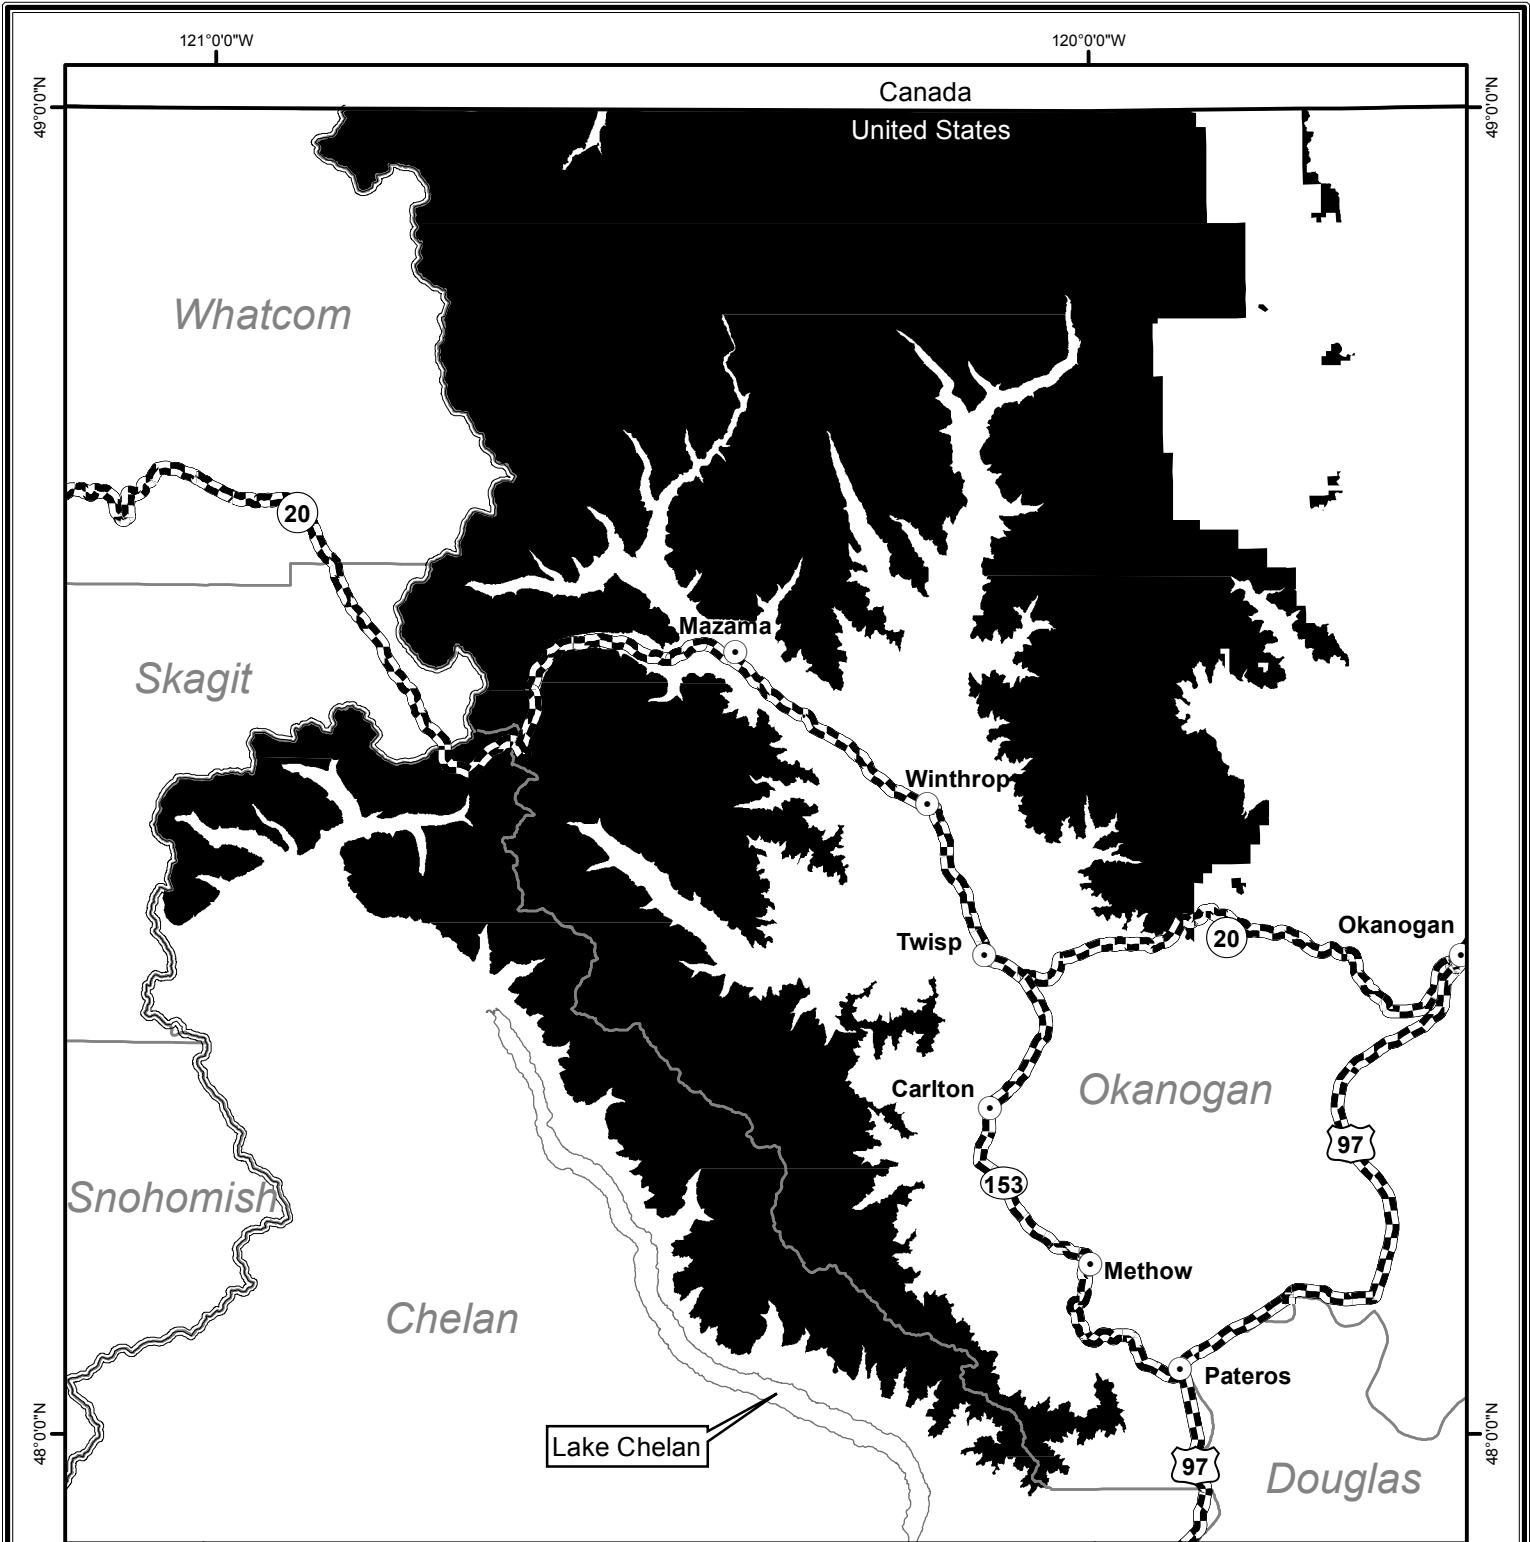 121°0'0"W
120°0'0"W
49°0'0"N
49°0'0"N
Canada
United States
Whatcom
20
Mazama
Skagit
Winthrop
Okanogan
Twisp
20
Carlton
Okanogan
97
153
Snohomish
Methow
Chelan
Pateros
48°0'0"N
48°0'0"N
Lake Chelan
97
Douglas